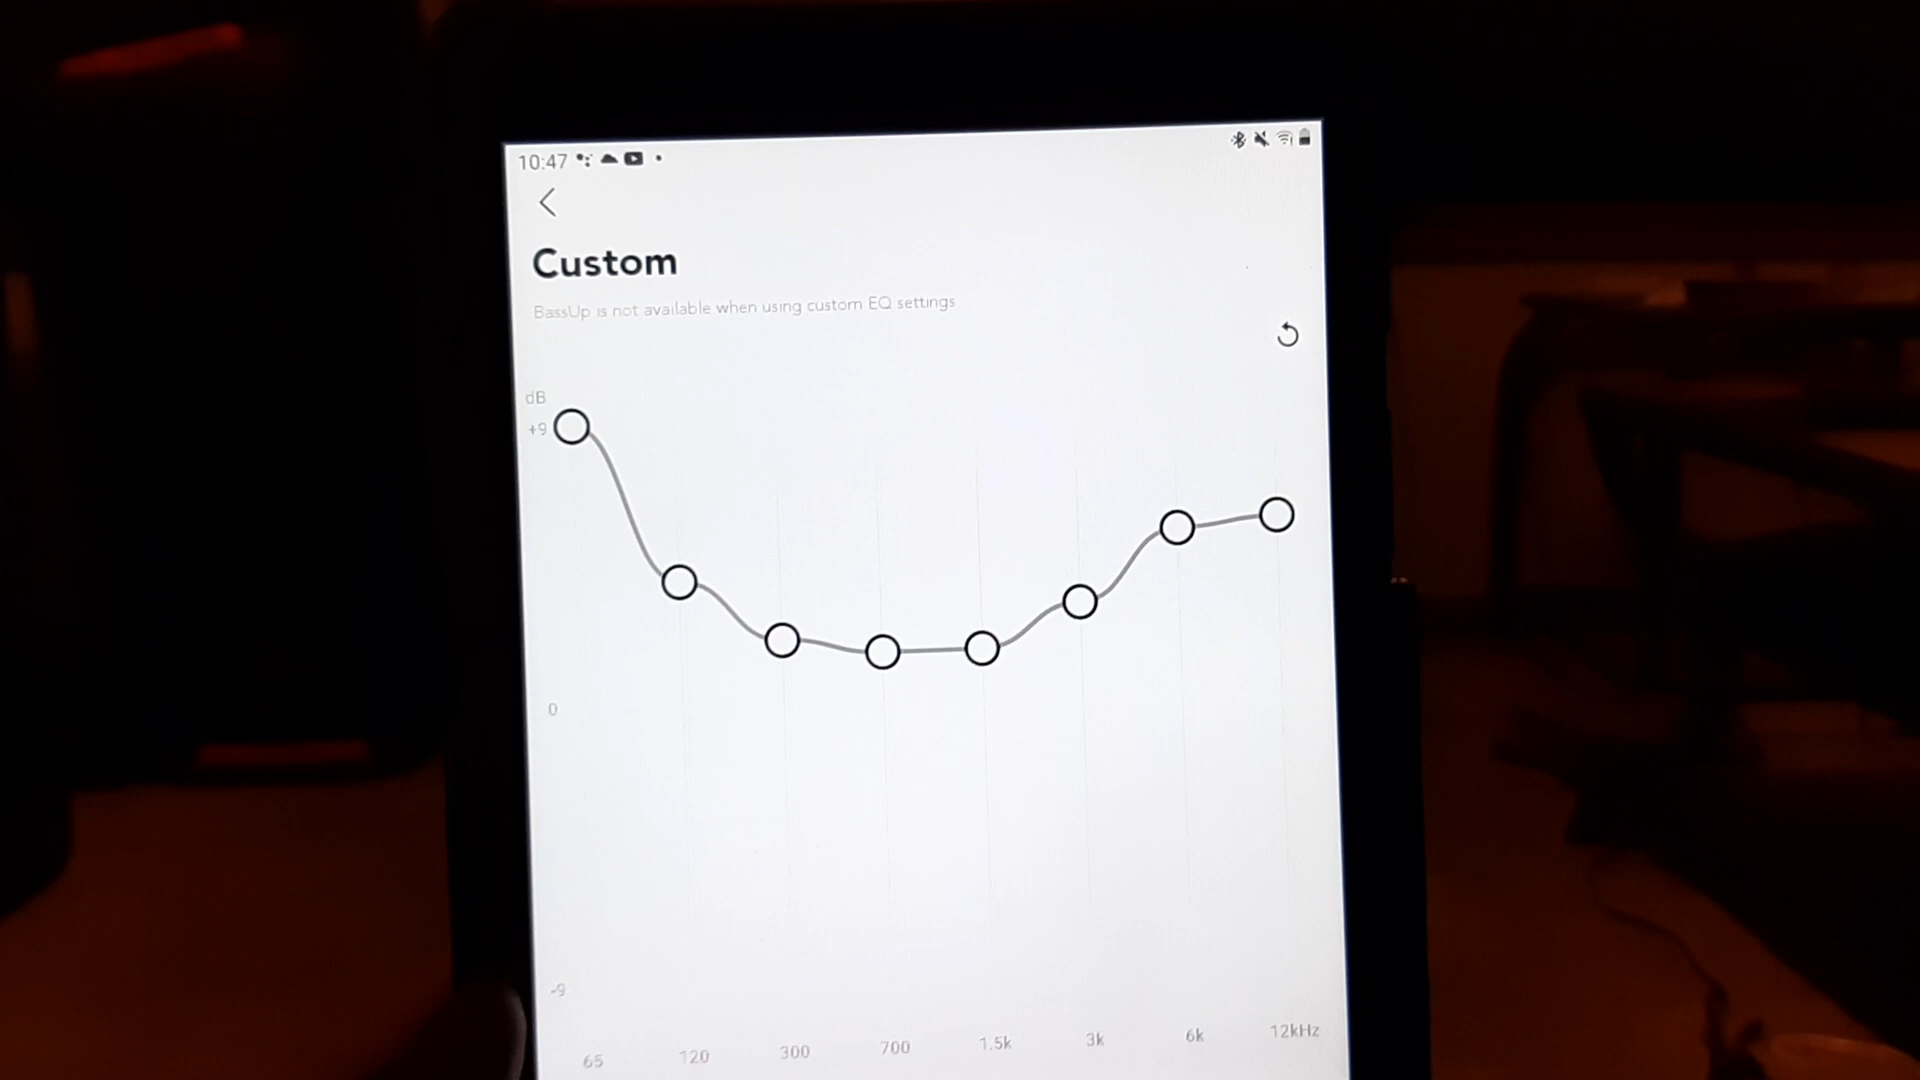 10:47
Custom
BassUp is not available when using custom EQ settings
dB
+9
0
-9
65 120 300 700 1.5k 3k 6k 12kHz